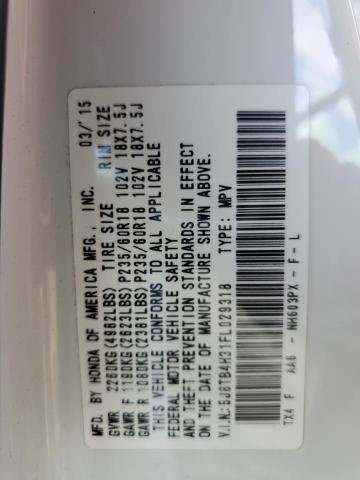 MFD. BY HONDA OF AMERICA MFG., INC. 03/'15
TIRE SIZE RIM SIZE
GVWR 2260KG(4982LBS)
GAWR F 1190KG(2623LBS) P235/60R18 102V 18X7.5J
GAWR R 1080KG(2381LBS) P235/60R18 102V 18X7.5J
THIS VEHICLE CONFORMS TO ALL APPLICABLE
FEDERAL MOTOR VEHICLE SAFETY
AND THEFT PREVENTION STANDARDS IN EFFECT
ON THE DATE OF MANUFACTURE SHOWN ABOVE.
V.I.N:5J8TB4H31FL029318 TYPE: MPV
TX4 F AA6 - NH603PX - F - L